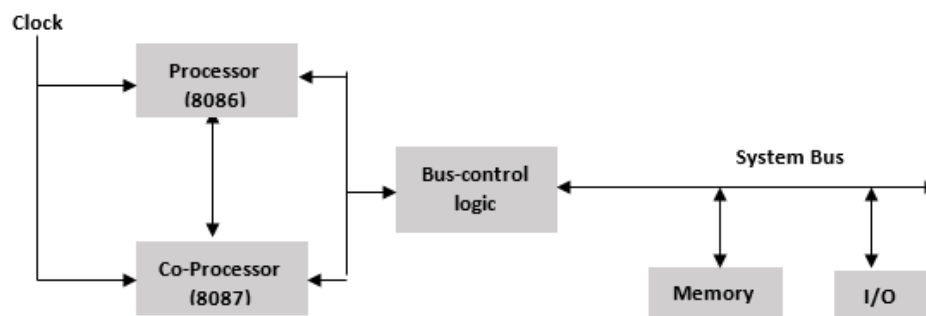 Clock
Processor
(8086)
Bus-control
logic
System Bus
Co-Processor
(8087)
Memory
I/O